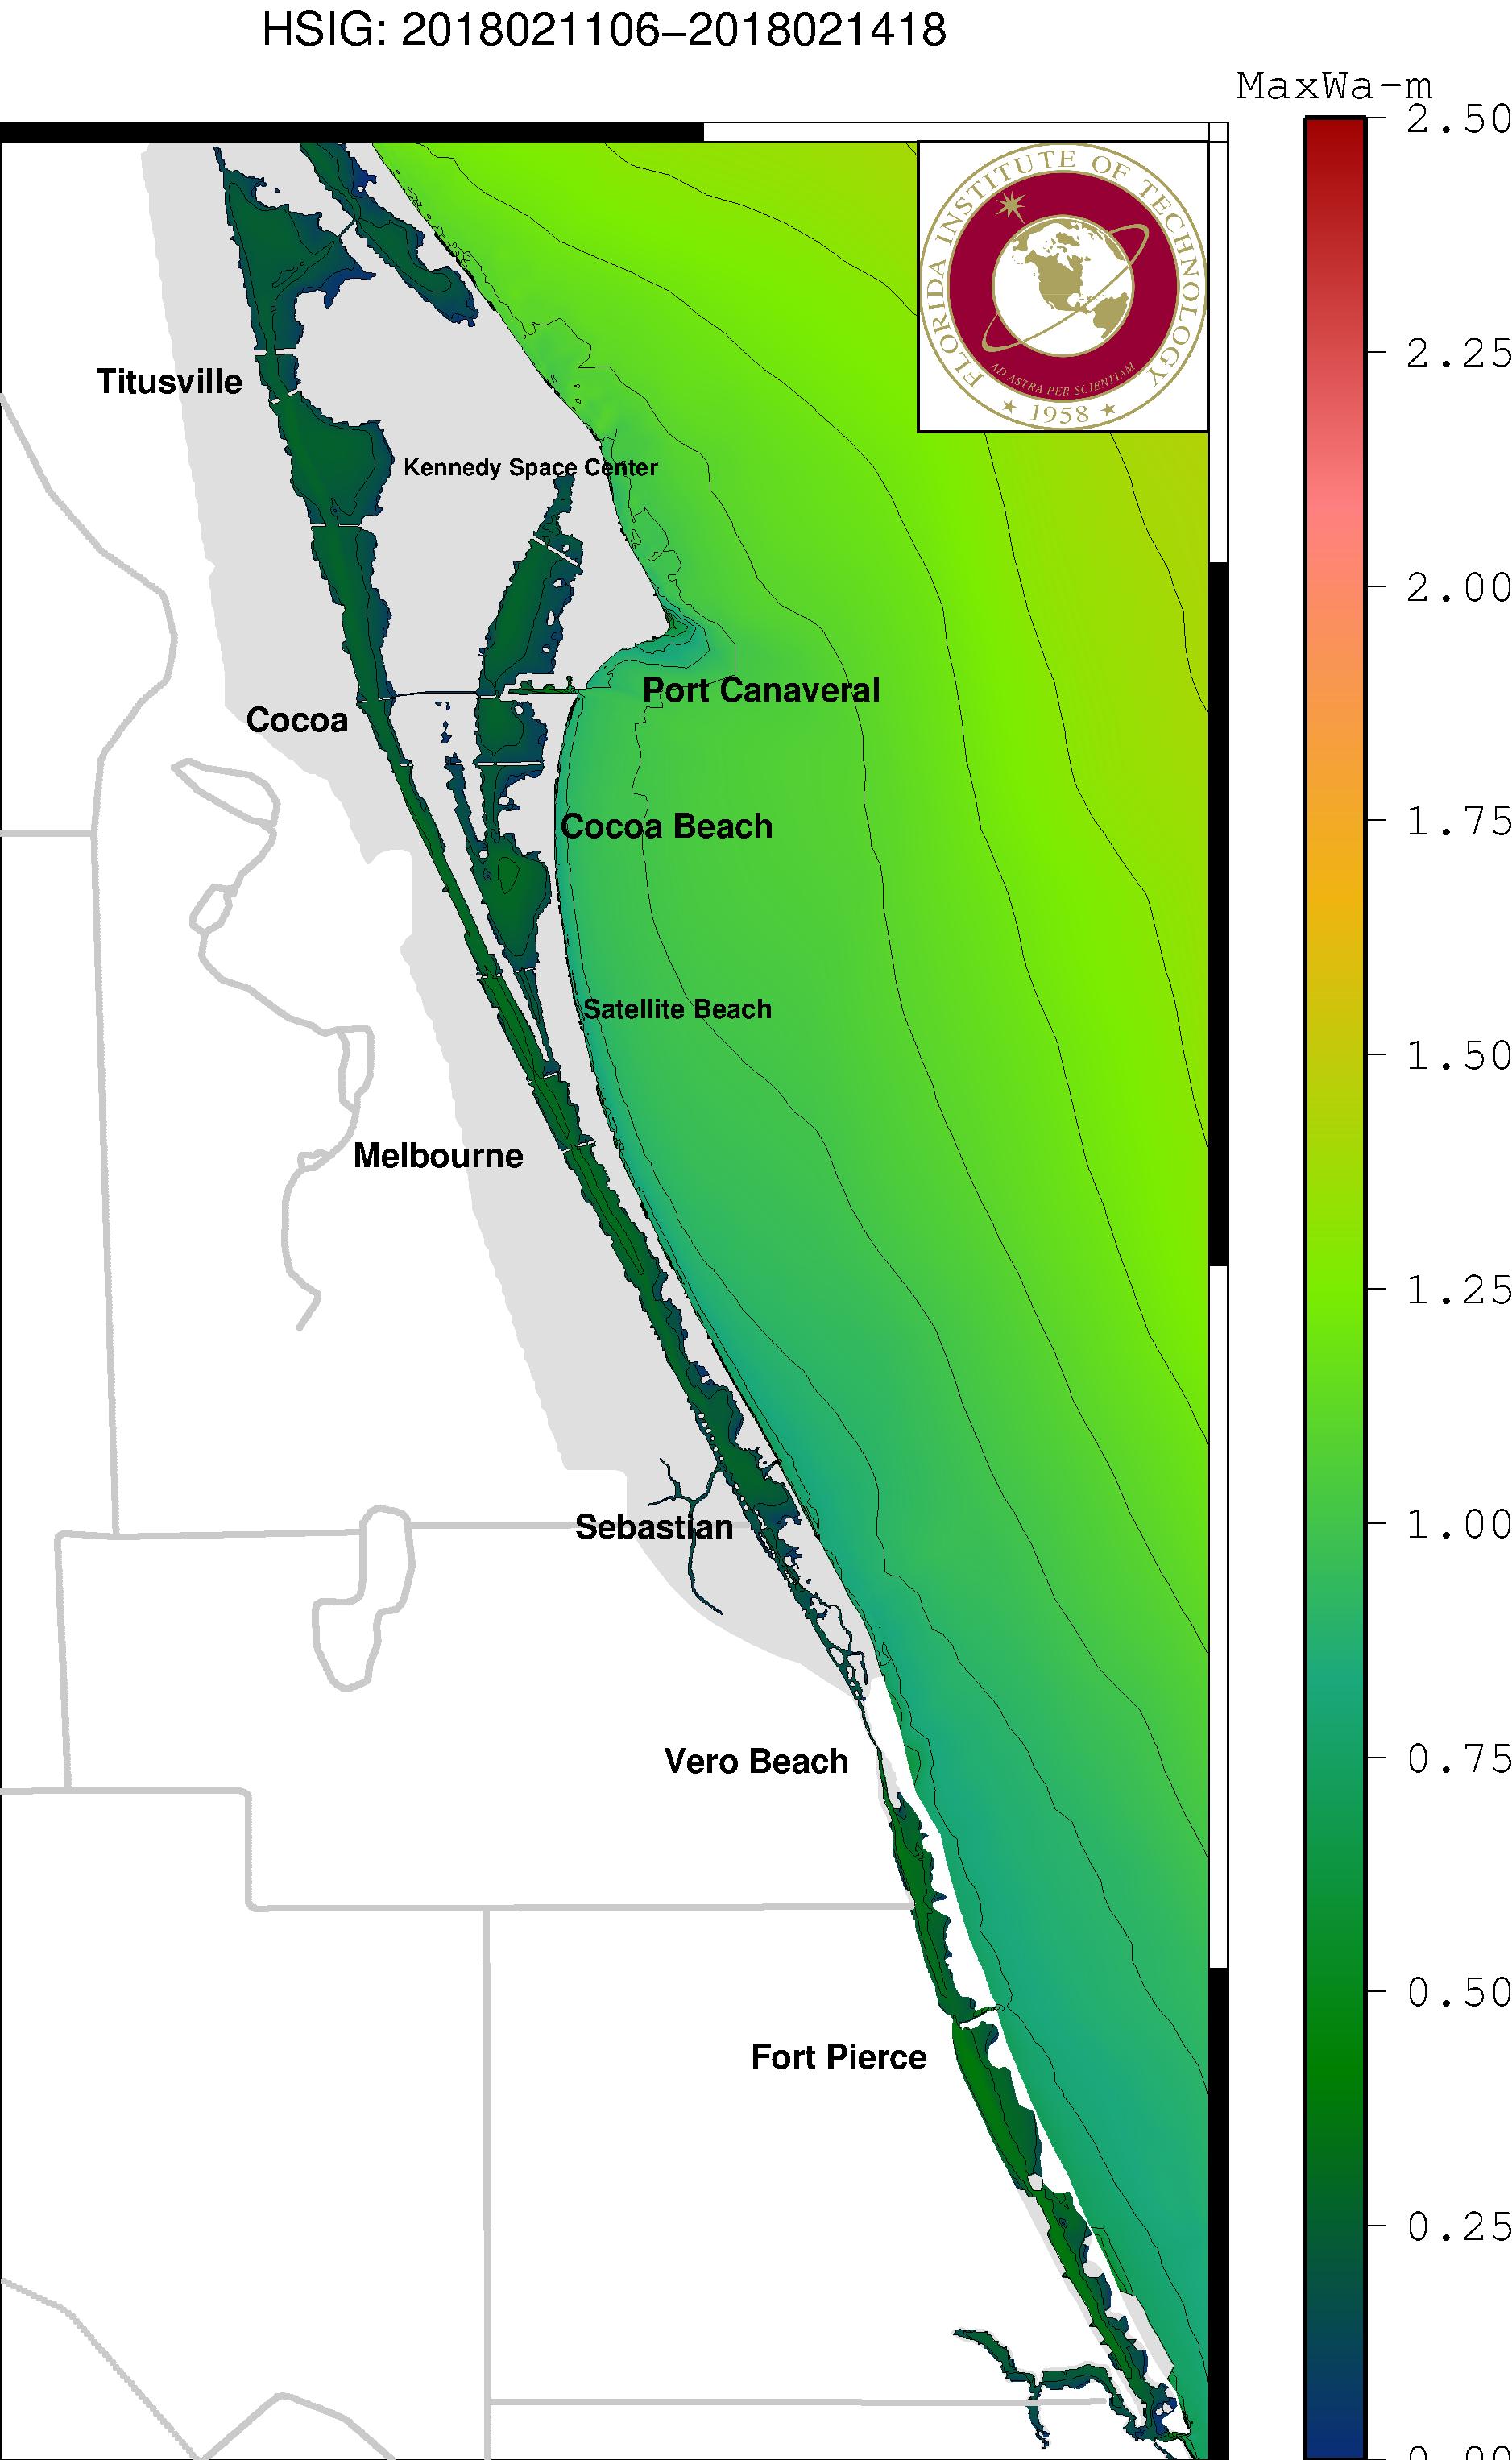 HSIG: 2018021106−2018021418
MaxWa-m
2.50
2.25
2.00
1.75
1.50
1.25
1.00
0.75
0.50
0.25
0.00
FLORIDA INSTITUTE OF TECHNOLOGY
AD ASTRA PER SCIENTIAM
★ 1958 ★
Titusville
Kennedy Space Center
Port Canaveral
Cocoa
Cocoa Beach
Satellite Beach
Melbourne
Sebastian
Vero Beach
Fort Pierce